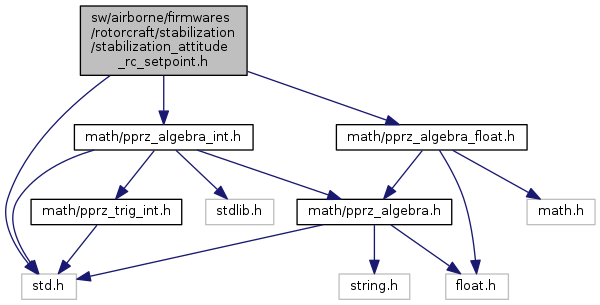 sw/airborne/firmwares
/rotorcraft/stabilization
/stabilization_attitude
_rc_setpoint.h
math/pprz_algebra_int.h
math/pprz_algebra_float.h
math/pprz_trig_int.h
stdlib.h
math/pprz_algebra.h
math.h
std.h
string.h
float.h